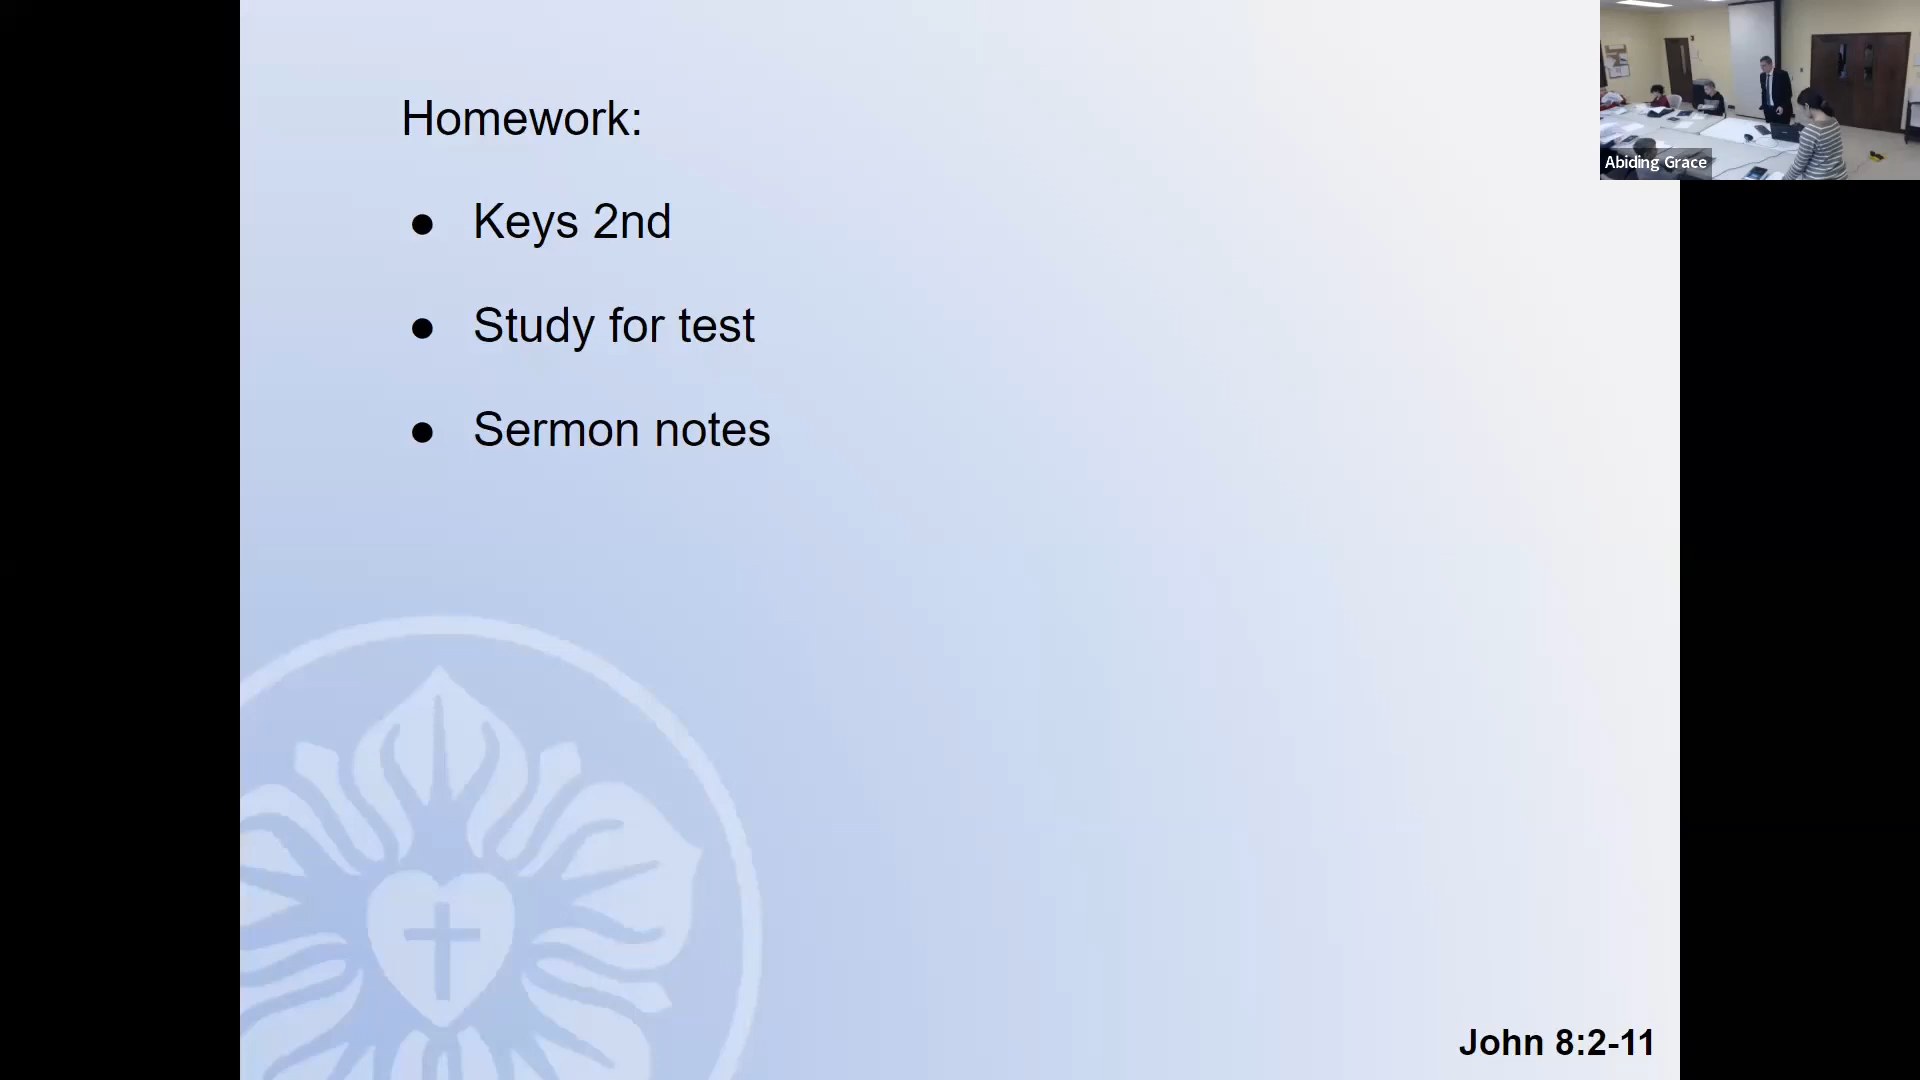 Homework:
● Keys 2nd
● Study for test
● Sermon notes
Abiding Grace
John 8:2-11